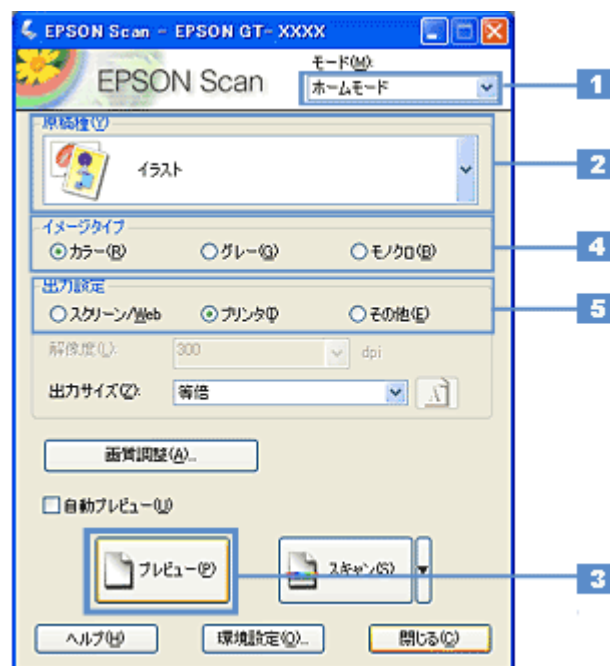 EPSON Scan - EPSON GT-XXXX
EPSON Scan
モード(M):
ホームモード
1
原稿種(Y)
イラスト
2
イメージタイプ
カラー(R) グレー(G) モノクロ(B)
4
出力設定
スクリーン/Web プリンタ(I) その他(E)
5
解像度(L): 300 dpi
出力サイズ(Z): 等倍
画質調整(A)...
自動プレビュー(U)
プレビュー(P) スキャン(S)
3
ヘルプ(H) 環境設定(O)... 閉じる(C)